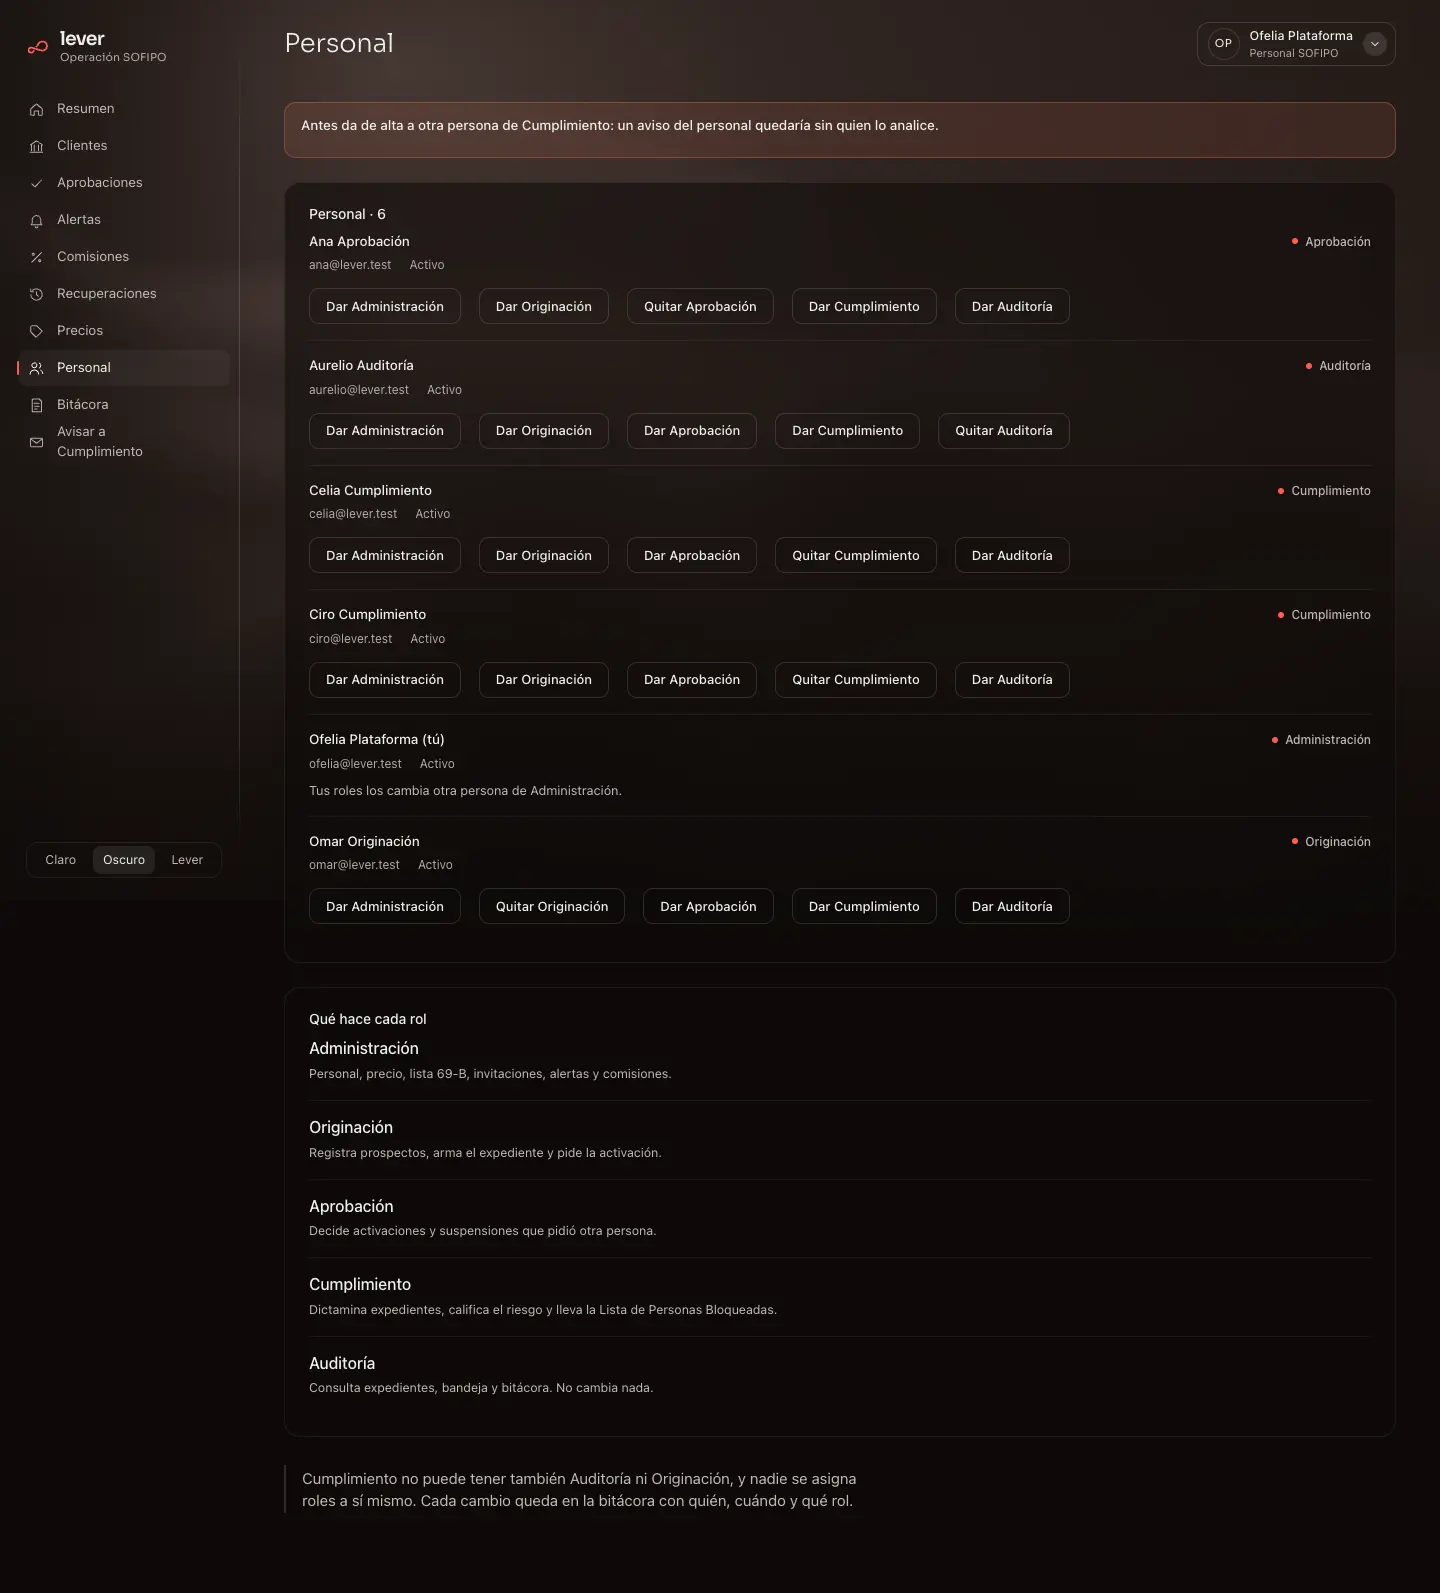 lever
Operación SOFIPO
Resumen
Clientes
Aprobaciones
Alertas
Comisiones
Recuperaciones
Precios
Personal
Bitácora
Avisar a
Cumplimiento
Claro Oscuro Lever
Personal
OP
Ofelia Plataforma
Personal SOFIPO
Antes da de alta a otra persona de Cumplimiento: un aviso del personal quedaría sin quien lo analice.
Personal · 6
Ana Aprobación
Aprobación
ana@lever.test Activo
Dar Administración Dar Originación Quitar Aprobación Dar Cumplimiento Dar Auditoría
Aurelio Auditoría
Auditoría
aurelio@lever.test Activo
Dar Administración Dar Originación Dar Aprobación Dar Cumplimiento Quitar Auditoría
Celia Cumplimiento
Cumplimiento
celia@lever.test Activo
Dar Administración Dar Originación Dar Aprobación Quitar Cumplimiento Dar Auditoría
Ciro Cumplimiento
Cumplimiento
ciro@lever.test Activo
Dar Administración Dar Originación Dar Aprobación Quitar Cumplimiento Dar Auditoría
Ofelia Plataforma (tú)
Administración
ofelia@lever.test Activo
Tus roles los cambia otra persona de Administración.
Omar Originación
Originación
omar@lever.test Activo
Dar Administración Quitar Originación Dar Aprobación Dar Cumplimiento Dar Auditoría
Qué hace cada rol
Administración
Personal, precio, lista 69-B, invitaciones, alertas y comisiones.
Originación
Registra prospectos, arma el expediente y pide la activación.
Aprobación
Decide activaciones y suspensiones que pidió otra persona.
Cumplimiento
Dictamina expedientes, califica el riesgo y lleva la Lista de Personas Bloqueadas.
Auditoría
Consulta expedientes, bandeja y bitácora. No cambia nada.
Cumplimiento no puede tener también Auditoría ni Originación, y nadie se asigna
roles a sí mismo. Cada cambio queda en la bitácora con quién, cuándo y qué rol.